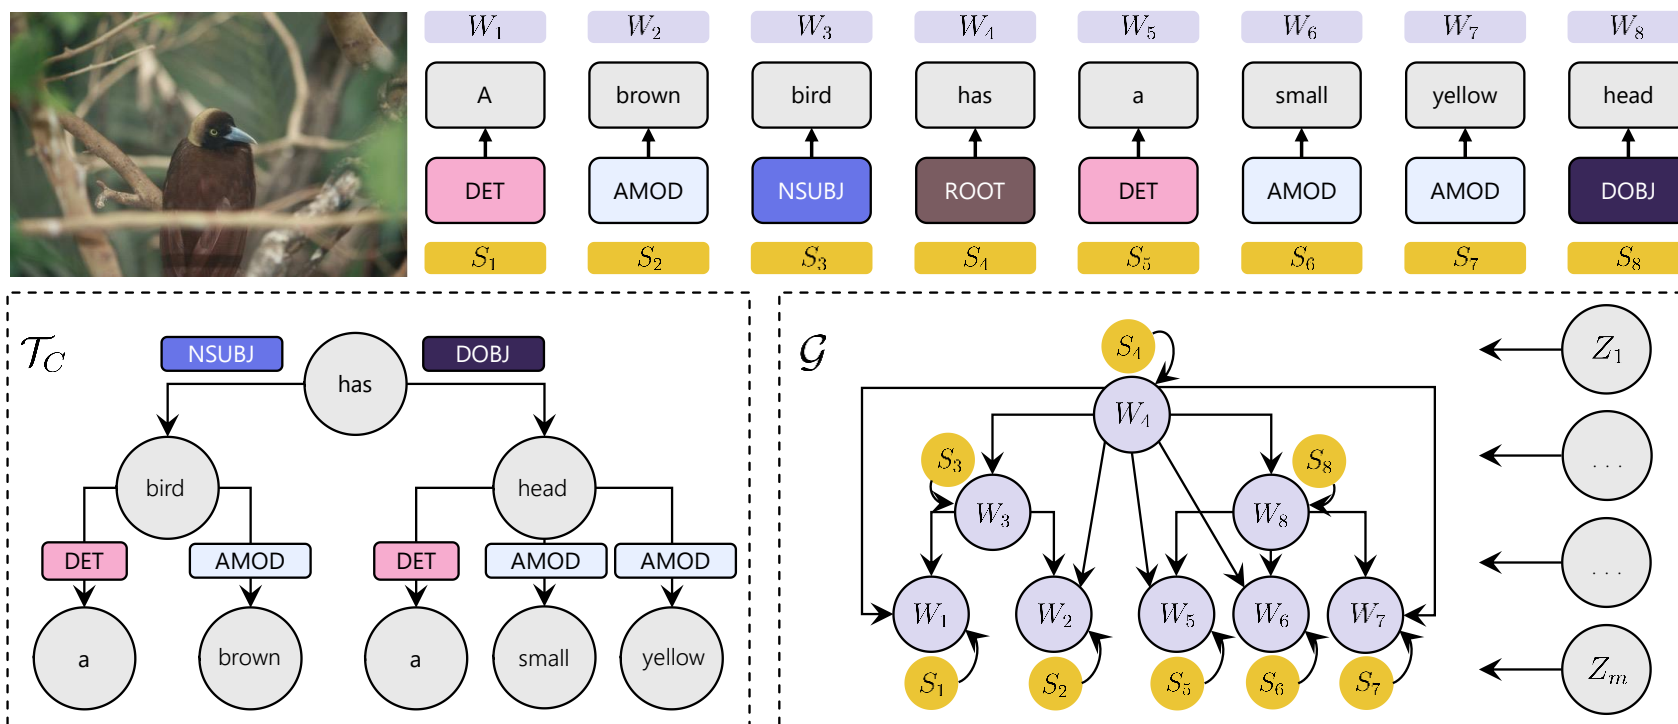 W₁ W₂ W₃ W₄ W₅ W₆ W₇ W₈
A brown bird has a small yellow head
DET AMOD NSUBJ ROOT DET AMOD AMOD DOBJ
S₁ S₂ S₃ S₄ S₅ S₆ S₇ S₈
𝒯_C
NSUBJ DOBJ
has
bird head
DET AMOD DET AMOD AMOD
a brown a small yellow
𝒢
S₄
W₄
S₃ S₈
W₃ W₈
W₁ W₂ W₅ W₆ W₇
S₁ S₂ S₅ S₆ S₇
Z₁
...
...
Zₘ